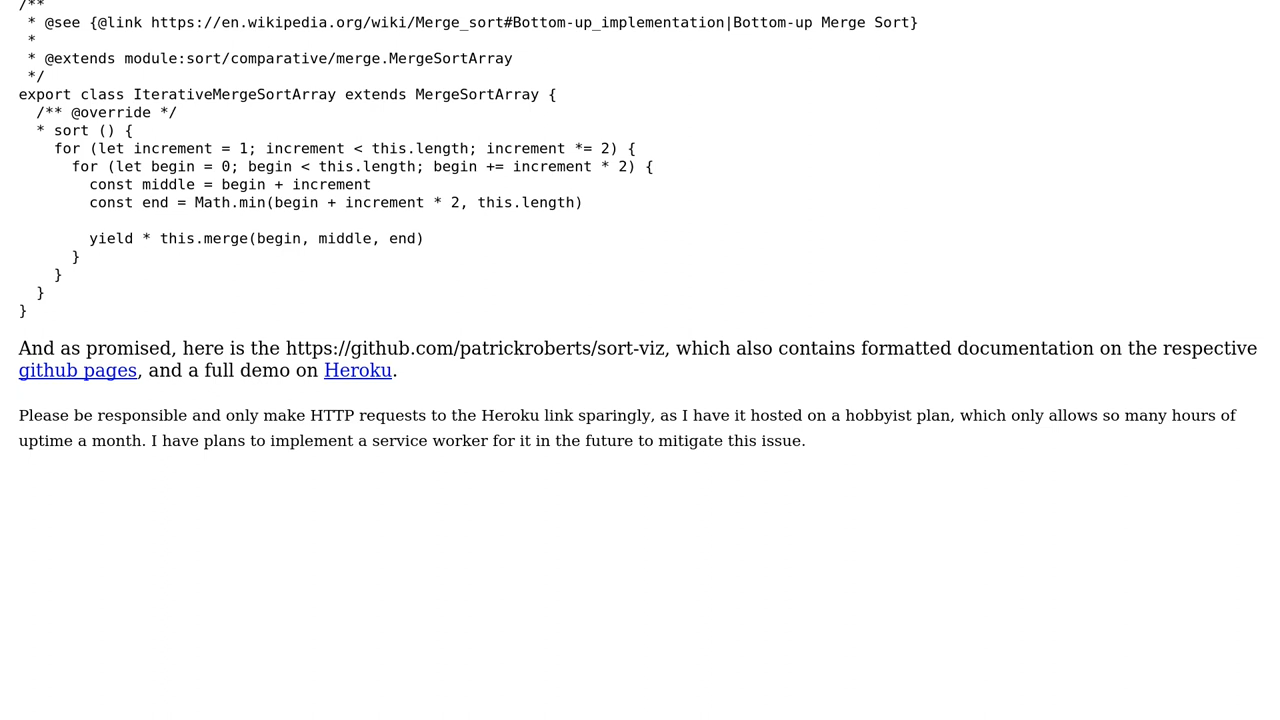 /**
 * @see {@link https://en.wikipedia.org/wiki/Merge_sort#Bottom-up_implementation|Bottom-up Merge Sort}
 *
 * @extends module:sort/comparative/merge.MergeSortArray
 */
export class IterativeMergeSortArray extends MergeSortArray {
  /** @override */
  * sort () {
    for (let increment = 1; increment < this.length; increment *= 2) {
      for (let begin = 0; begin < this.length; begin += increment * 2) {
        const middle = begin + increment
        const end = Math.min(begin + increment * 2, this.length)

        yield * this.merge(begin, middle, end)
      }
    }
  }
}
And as promised, here is the https://github.com/patrickroberts/sort-viz, which also contains formatted documentation on the respective
github pages, and a full demo on Heroku.
Please be responsible and only make HTTP requests to the Heroku link sparingly, as I have it hosted on a hobbyist plan, which only allows so many hours of
uptime a month. I have plans to implement a service worker for it in the future to mitigate this issue.